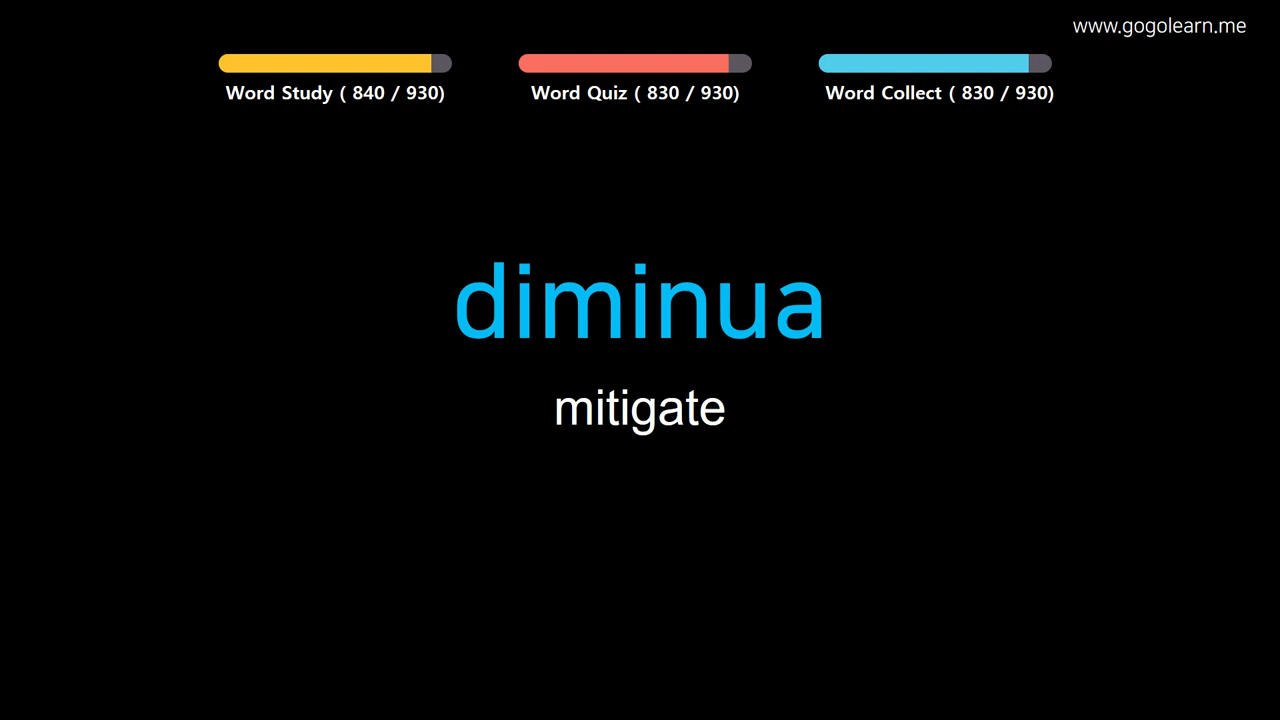 www.gogolearn.me
Word Study ( 840 / 930)
Word Quiz ( 830 / 930)
Word Collect ( 830 / 930)
diminua
mitigate